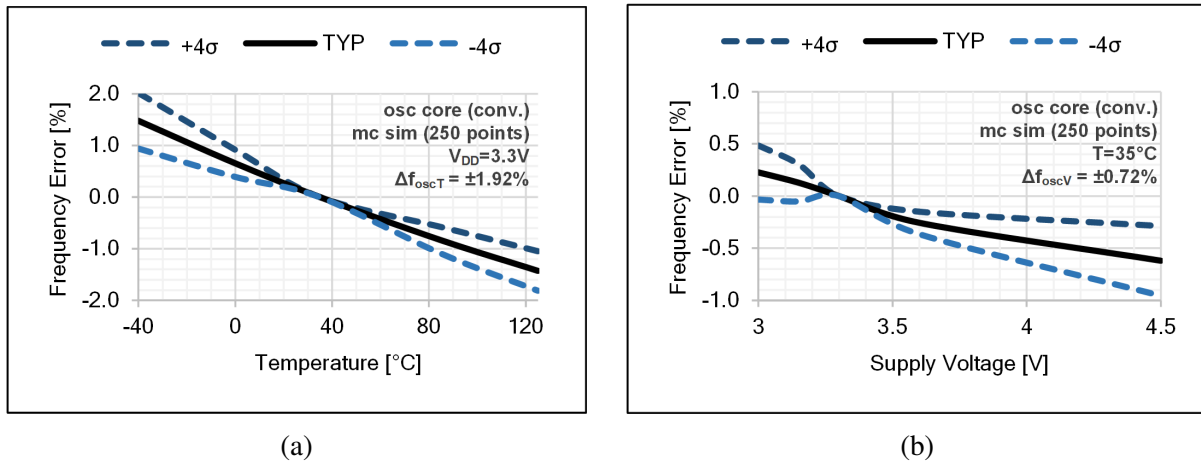 +4σ TYP -4σ
2.0
1.0
0.0
-1.0
-2.0
Frequency Error [%]
osc core (conv.)
mc sim (250 points)
VDD=3.3V
ΔfoscT = ±1.92%
-40 0 40 80 120
Temperature [°C]
(a)
+4σ TYP -4σ
1.0
0.5
0.0
-0.5
-1.0
Frequency Error [%]
osc core (conv.)
mc sim (250 points)
T=35°C
ΔfoscV = ±0.72%
3 3.5 4 4.5
Supply Voltage [V]
(b)